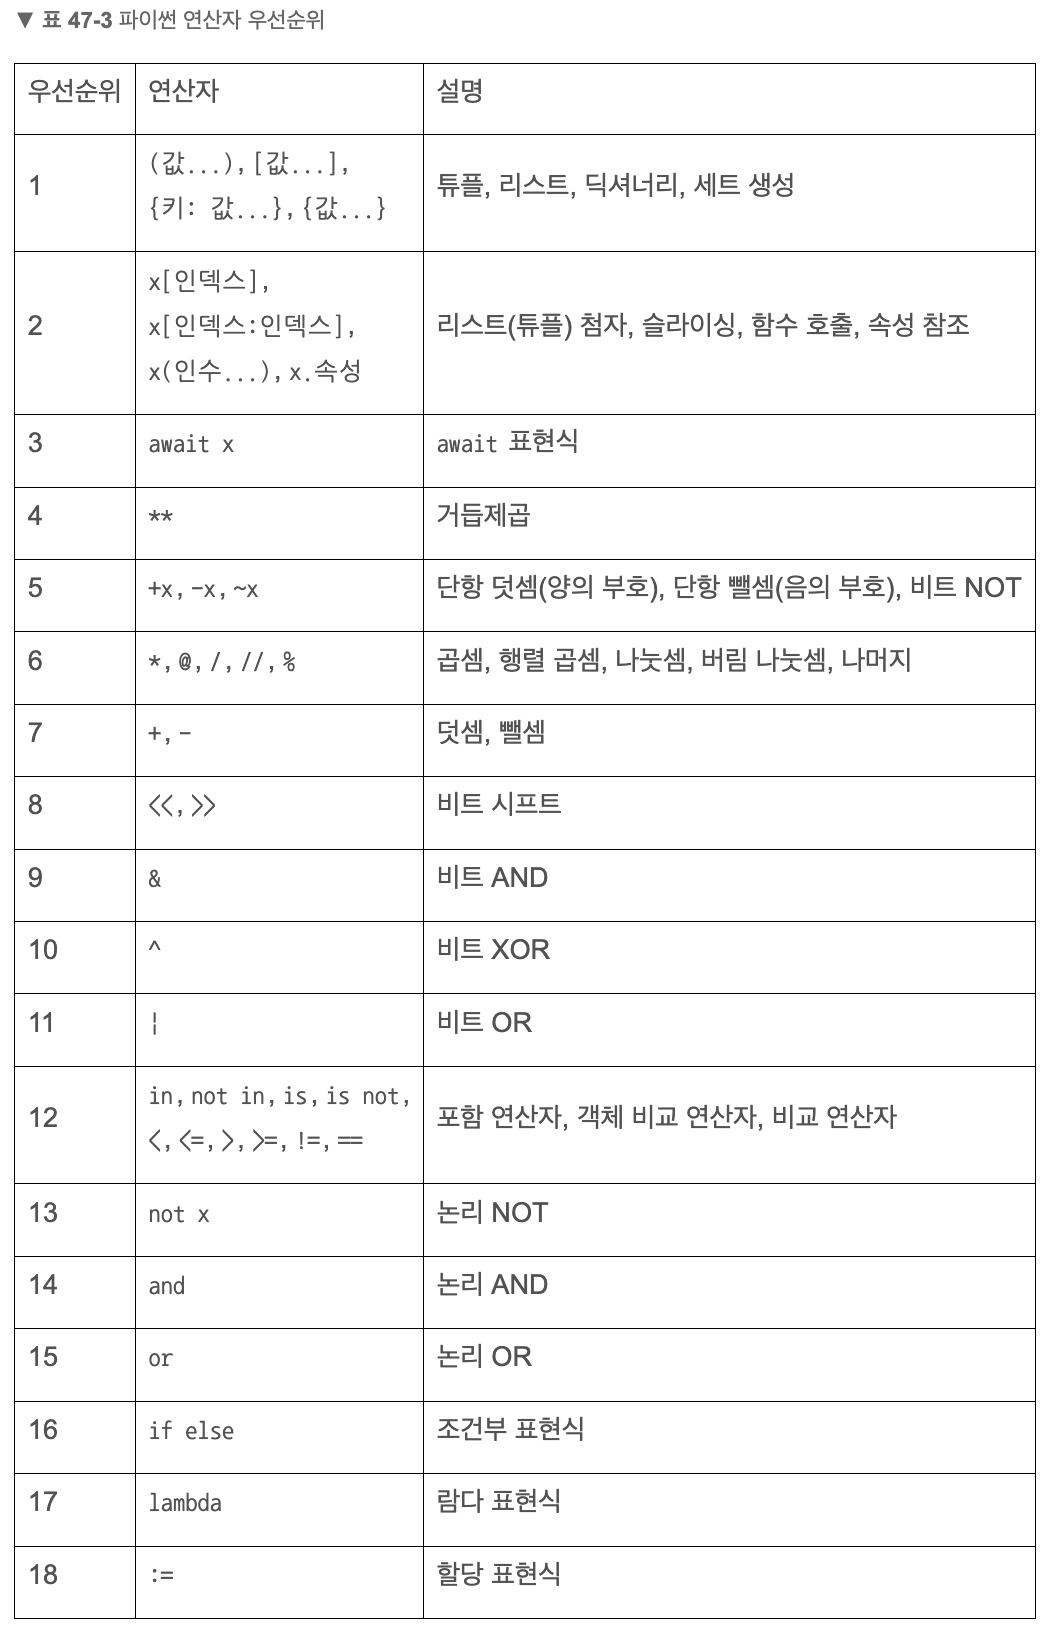 ▼ 표 47-3 파이썬 연산자 우선순위
우선순위 연산자 설명
1 (값...), [값...], {키: 값...}, {값...} 튜플, 리스트, 딕셔너리, 세트 생성
2 x[인덱스], x[인덱스:인덱스], x(인수...), x.속성 리스트(튜플) 첨자, 슬라이싱, 함수 호출, 속성 참조
3 await x await 표현식
4 ** 거듭제곱
5 +x, -x, ~x 단항 덧셈(양의 부호), 단항 뺄셈(음의 부호), 비트 NOT
6 *, @, /, //, % 곱셈, 행렬 곱셈, 나눗셈, 버림 나눗셈, 나머지
7 +, - 덧셈, 뺄셈
8 <<, >> 비트 시프트
9 & 비트 AND
10 ^ 비트 XOR
11 ¦ 비트 OR
12 in, not in, is, is not, <, <=, >, >=, !=, == 포함 연산자, 객체 비교 연산자, 비교 연산자
13 not x 논리 NOT
14 and 논리 AND
15 or 논리 OR
16 if else 조건부 표현식
17 lambda 람다 표현식
18 := 할당 표현식